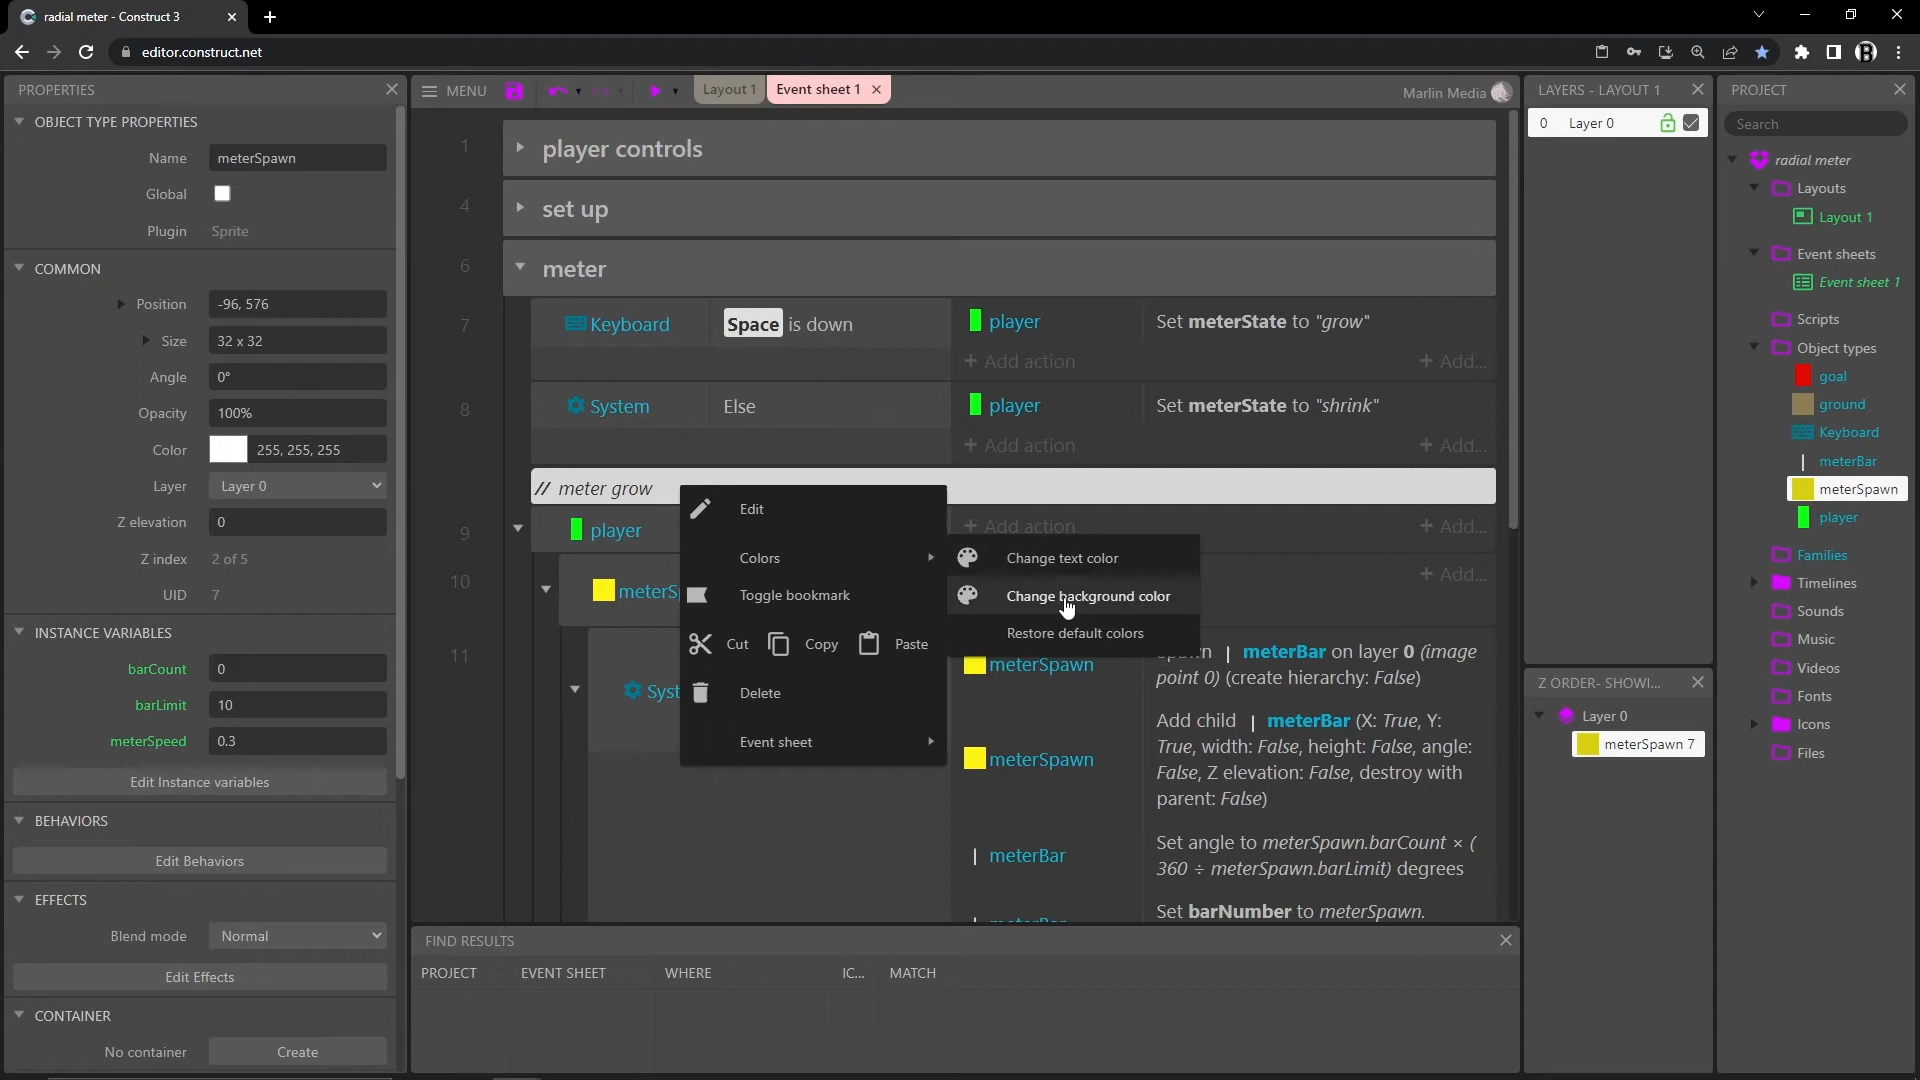 radial meter - Construct 3
editor.construct.net
PROPERTIES
OBJECT TYPE PROPERTIES
Name meterSpawn
Global
Plugin Sprite
COMMON
Position -96, 576
Size 32 x 32
Angle 0°
Opacity 100%
Color 255, 255, 255
Layer Layer 0
Z elevation 0
Z index 2 of 5
UID 7
INSTANCE VARIABLES
barCount 0
barLimit 10
meterSpeed 0.3
Edit Instance variables
BEHAVIORS
Edit Behaviors
EFFECTS
Blend mode Normal
Edit Effects
CONTAINER
No container Create
MENU
Layout 1
Event sheet 1
Marlin Media
1 player controls
4 set up
6 meter
7 Keyboard Space is down player Set meterState to "grow"
+ Add action + Add...
8 System Else player Set meterState to "shrink"
+ Add action + Add...
// meter grow
9 player + Add action + Add...
10 + Add...
11
Edit
Colors
Toggle bookmark
Cut Copy Paste
Delete
Event sheet
Change text color
Change background color
Restore default colors
meterSpawn meterBar on layer 0 (image
point 0) (create hierarchy: False)
meterSpawn Add child | meterBar (X: True, Y:
True, width: False, height: False, angle:
False, Z elevation: False, destroy with
parent: False)
meterBar Set angle to meterSpawn.barCount × (
360 ÷ meterSpawn.barLimit) degrees
Set barNumber to meterSpawn.
FIND RESULTS
PROJECT EVENT SHEET WHERE IC... MATCH
LAYERS - LAYOUT 1
0 Layer 0
Z ORDER- SHOWI...
Layer 0
meterSpawn 7
PROJECT
Search
radial meter
Layouts
Layout 1
Event sheets
Event sheet 1
Scripts
Object types
goal
ground
Keyboard
meterBar
meterSpawn
player
Families
Timelines
Sounds
Music
Videos
Fonts
Icons
Files